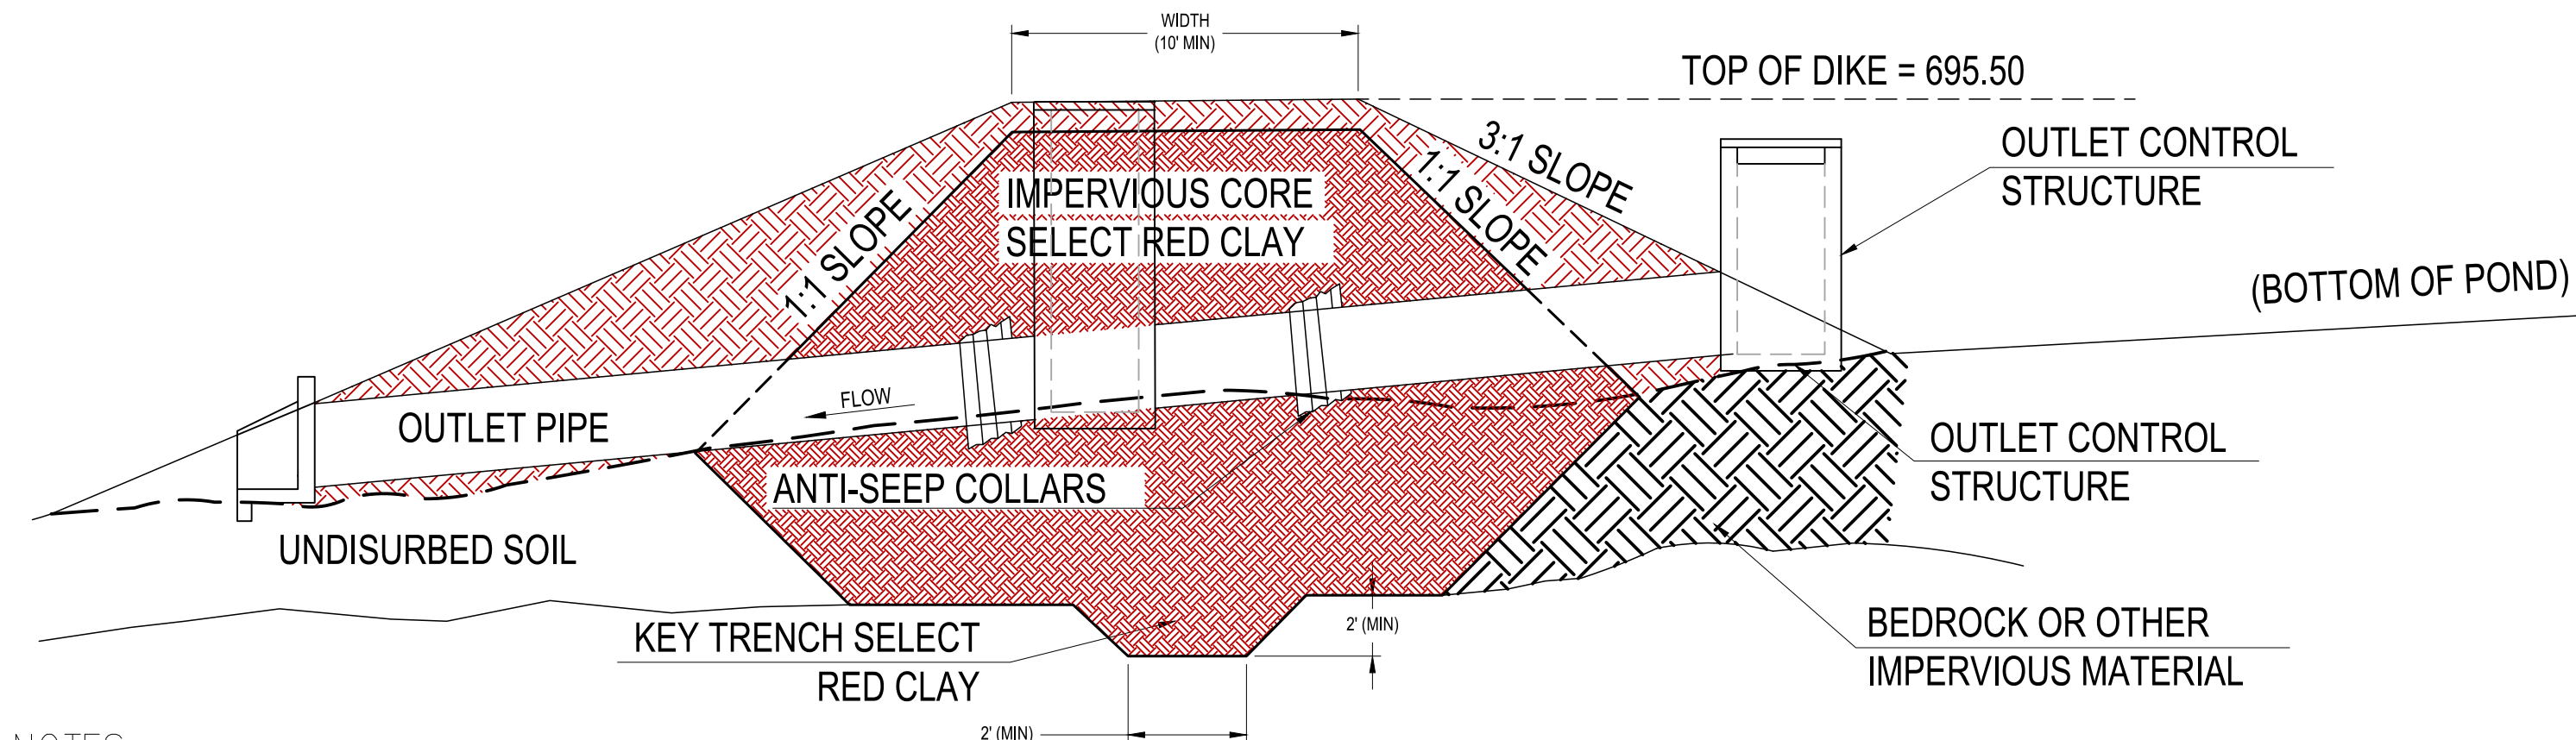 WIDTH
(10' MIN)
TOP OF DIKE = 695.50
OUTLET CONTROL
STRUCTURE
3:1 SLOPE
1:1 SLOPE
IMPERVIOUS CORE
SELECT RED CLAY
1:1 SLOPE
(BOTTOM OF POND)
FLOW
OUTLET PIPE
OUTLET CONTROL
STRUCTURE
ANTI-SEEP COLLARS
UNDISURBED SOIL
KEY TRENCH SELECT
RED CLAY
2' (MIN)
BEDROCK OR OTHER
IMPERVIOUS MATERIAL
2' (MIN)
NOTES